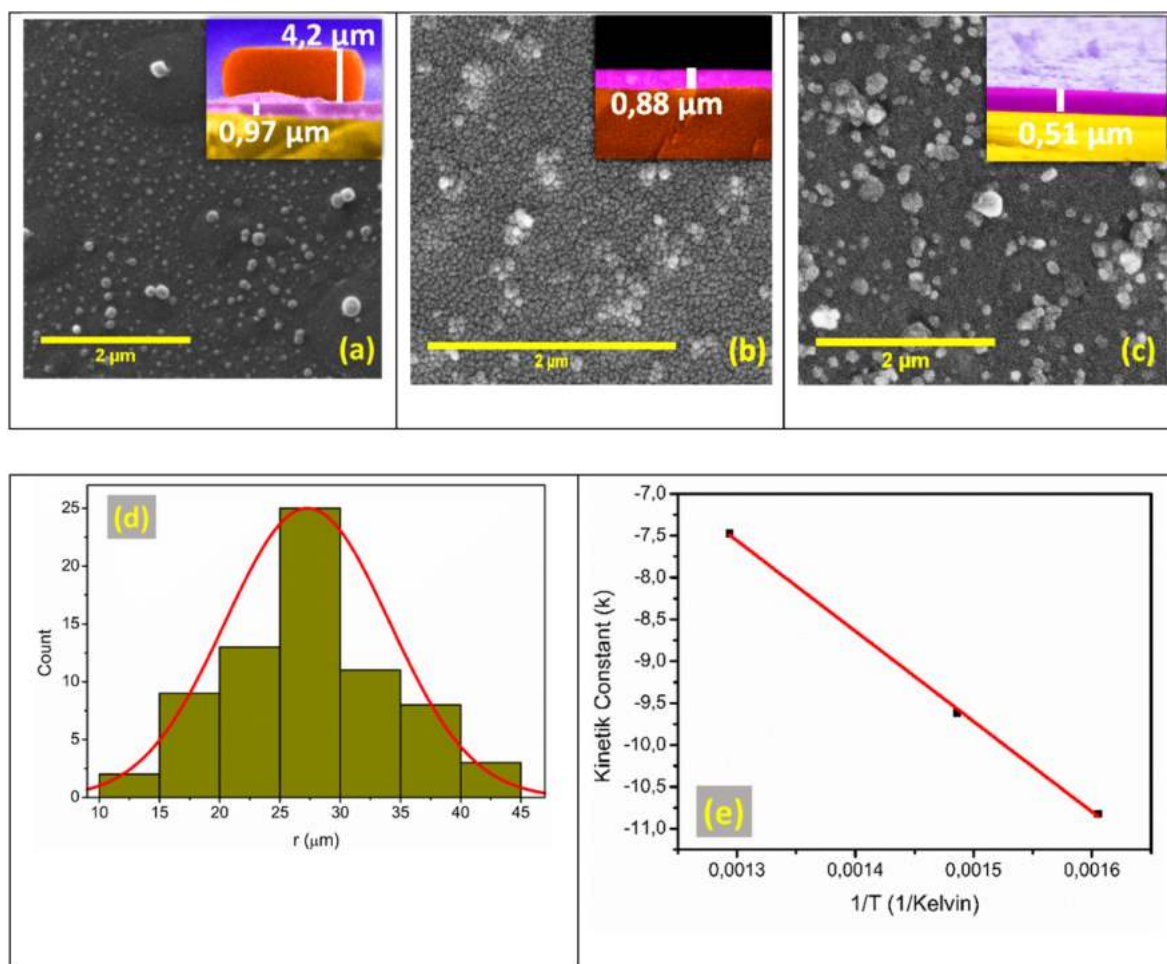 4,2 µm
0,97 µm
2 µm
(a)
0,88 µm
2 µm
(b)
0,51 µm
2 µm
(c)
(d)
25
20
15
10
5
0
Count
10 15 20 25 30 35 40 45
r (µm)
-7,0
-7,5
-8,0
-8,5
-9,0
-9,5
-10,0
-10,5
-11,0
Kinetik Constant (k)
(e)
0,0013 0,0014 0,0015 0,0016
1/T (1/Kelvin)